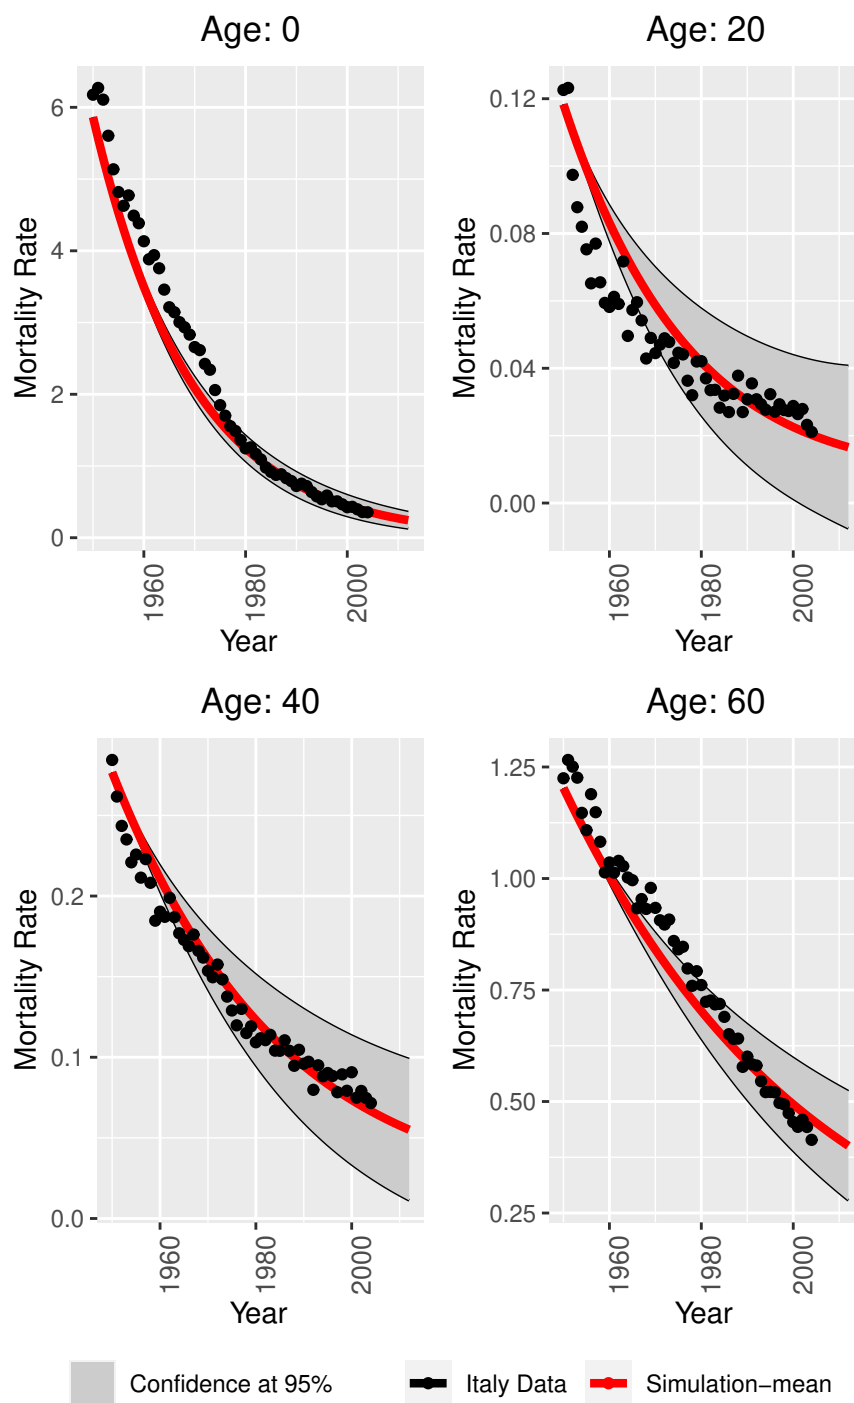 Age: 0
Age: 20
Mortality Rate
6
4
2
0
1960
1980
2000
Year
Mortality Rate
0.12
0.08
0.04
0.00
1960
1980
2000
Year
Age: 40
Age: 60
Mortality Rate
0.2
0.1
0.0
1960
1980
2000
Year
Mortality Rate
1.25
1.00
0.75
0.50
0.25
1960
1980
2000
Year
Confidence at 95% Italy Data Simulation−mean